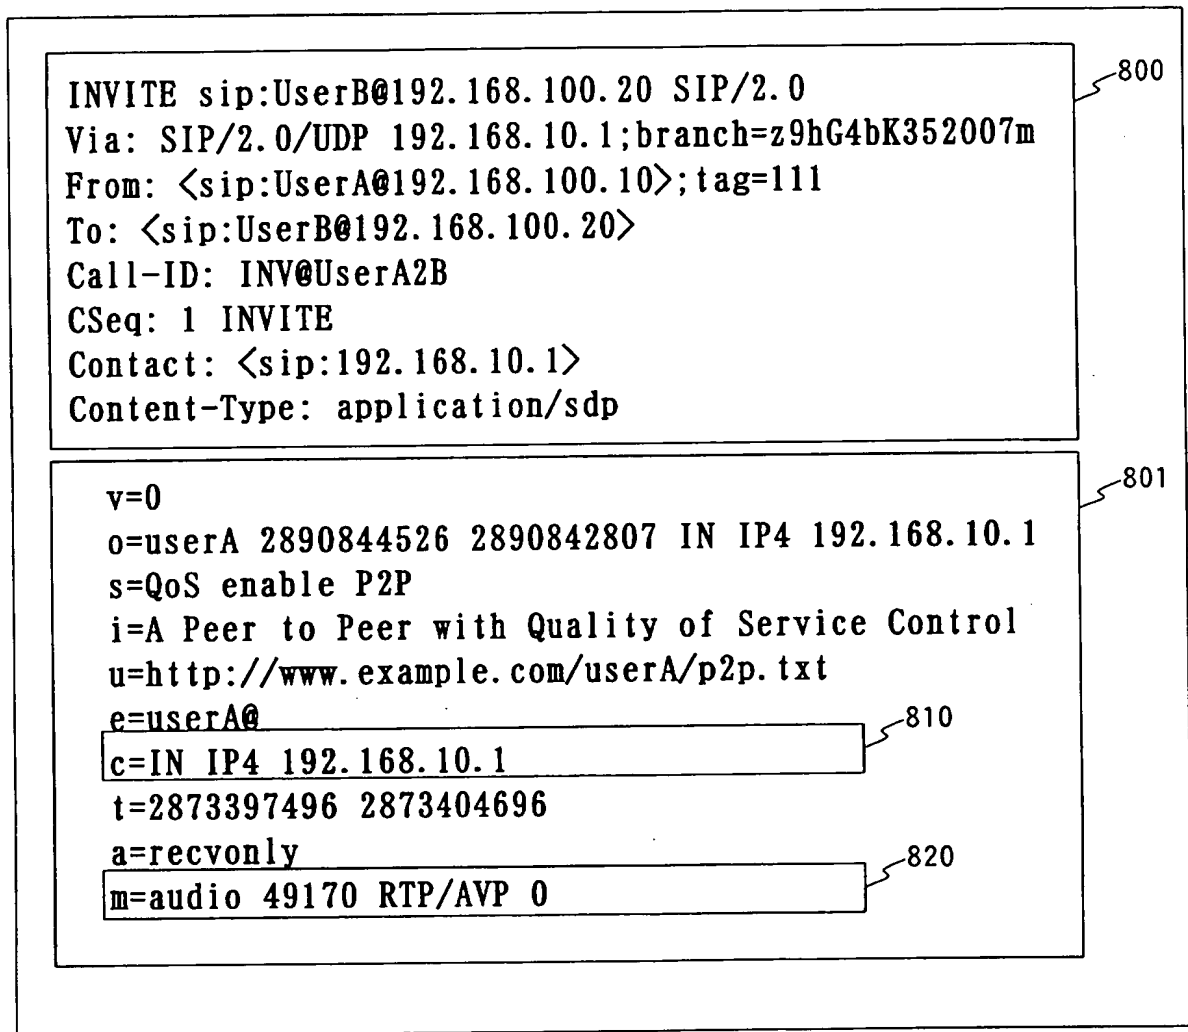 INVITE sip:UserB@192.168.100.20 SIP/2.0
800
Via: SIP/2.0/UDP 192.168.10.1;branch=z9hG4bK352007m
From: <sip:UserA@192.168.100.10>;tag=111
To: <sip:UserB@192.168.100.20>
Call-ID: INV@UserA2B
CSeq: 1 INVITE
Contact: <sip:192.168.10.1>
Content-Type: application/sdp
v=0
801
o=userA 2890844526 2890842807 IN IP4 192.168.10.1
s=QoS enable P2P
i=A Peer to Peer with Quality of Service Control
u=http://www.example.com/userA/p2p.txt
e=userA@
810
c=IN IP4 192.168.10.1
t=2873397496 2873404696
a=recvonly
820
m=audio 49170 RTP/AVP 0